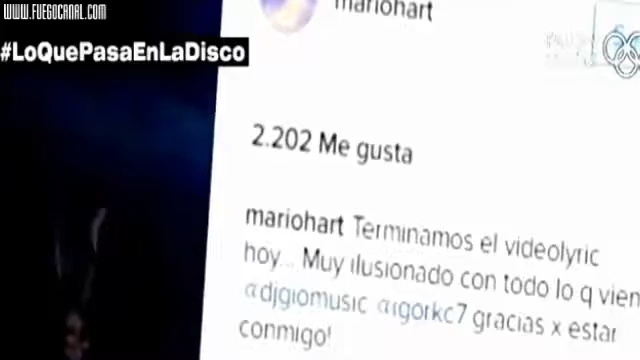 WWW.FUEGOCANAL.COM
mariohart
#LoQuePasaEnLaDisco
2.202 Me gusta
mariohart Terminamos el videolyric
hoy... Muy ilusionado con todo lo q vien
@djgiomusic @igorkc7 gracias x estar
conmigo!